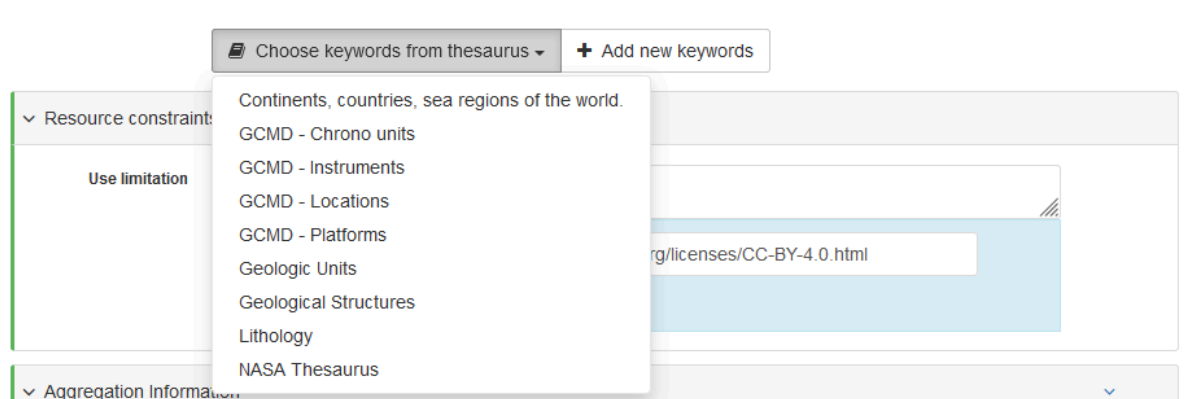 Choose keywords from thesaurus
+ Add new keywords
Continents, countries, sea regions of the world.
Resource constraints
GCMD - Chrono units
GCMD - Instruments
Use limitation
GCMD - Locations
GCMD - Platforms
rg/licenses/CC-BY-4.0.html
Geologic Units
Geological Structures
Lithology
NASA Thesaurus
Aggregation Information